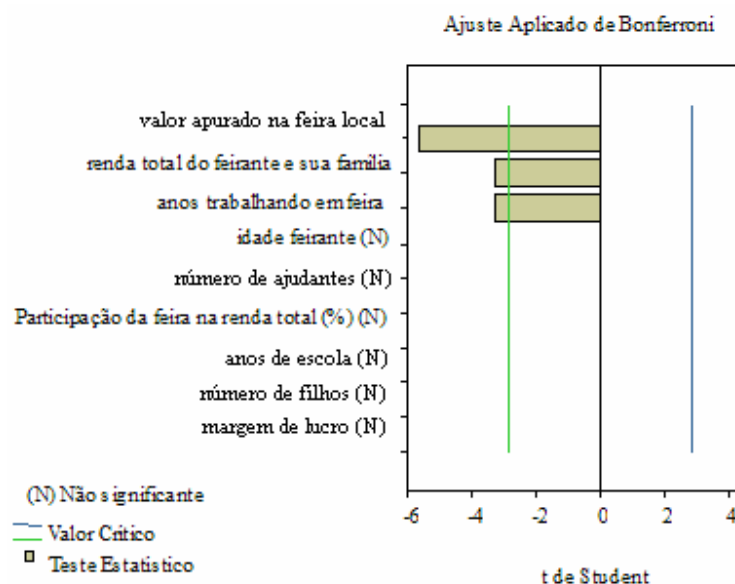 Ajuste Aplicado de Bonferroni
valor apurado na feira local
renda total do feirante e sua família
anos trabalhando em feira
idade feirante (N)
número de ajudantes (N)
Participação da feira na renda total (%) (N)
anos de escola (N)
número de filhos (N)
margem de lucro (N)
(N) Não significante
Valor Crítico
Teste Estatistico
-6 -4 -2 0 2 4
t de Student